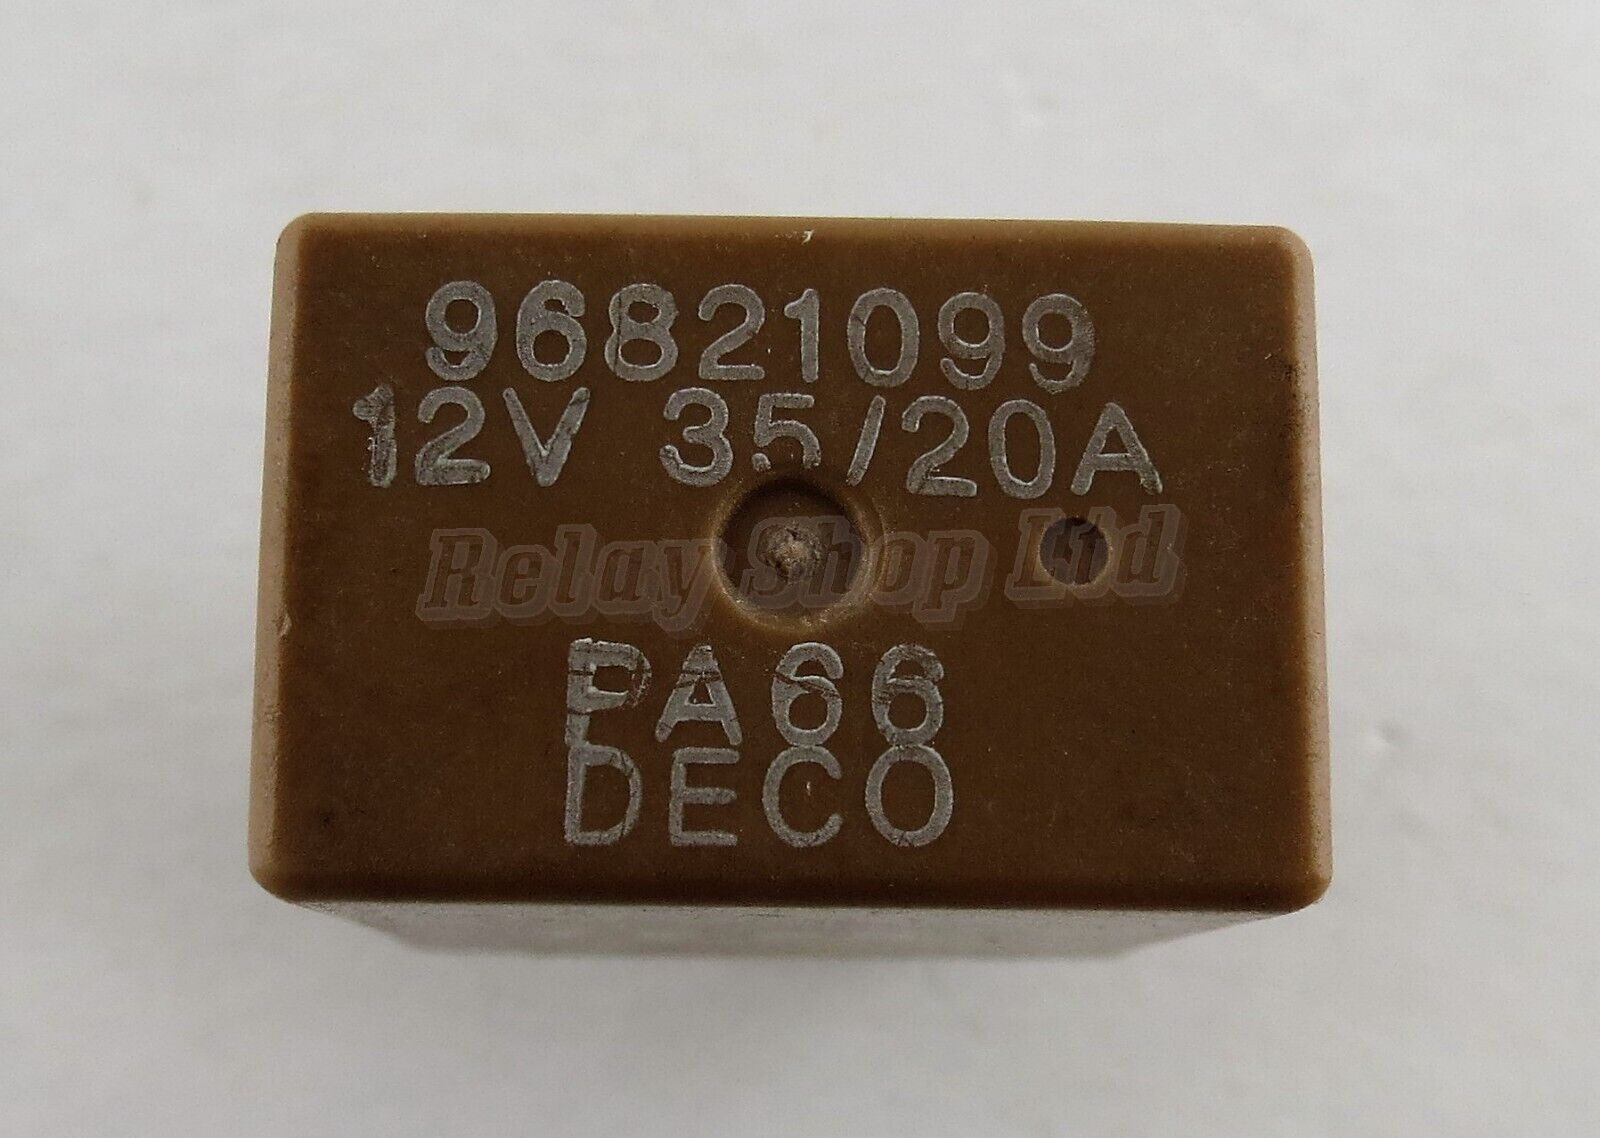 96821099
12V 35/20A
Relay Shop Ltd
PA66
DECO